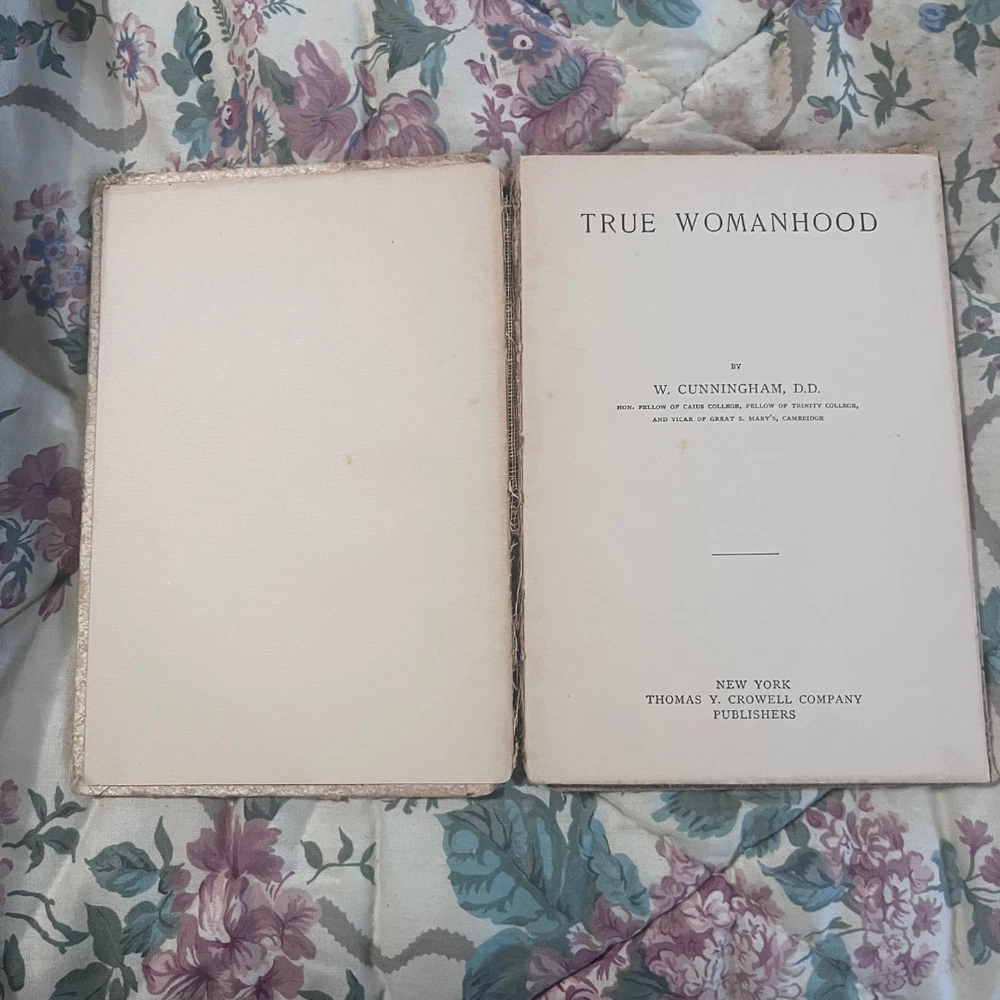 TRUE WOMANHOOD
BY
W. CUNNINGHAM, D.D.
HON. FELLOW OF CAIUS COLLEGE, FELLOW OF TRINITY COLLEGE,
AND VICAR OF GREAT S. MARY'S, CAMBRIDGE
NEW YORK
THOMAS Y. CROWELL COMPANY
PUBLISHERS